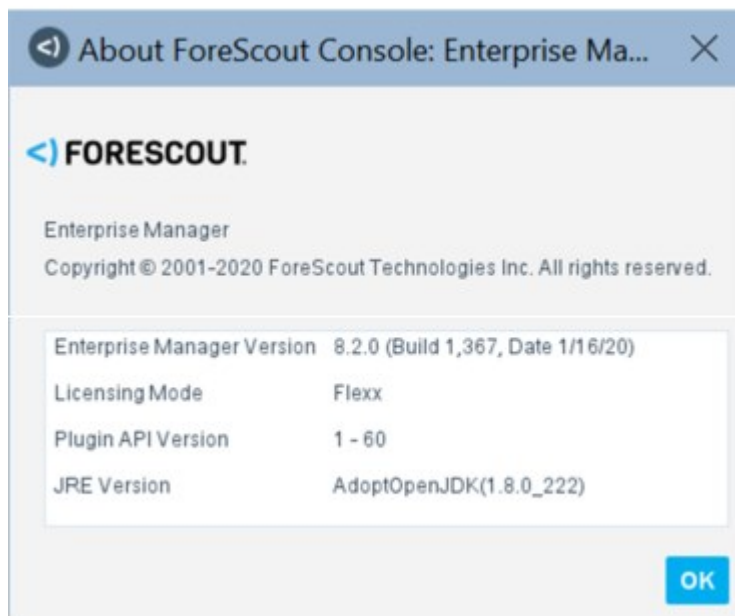 About ForeScout Console: Enterprise Ma...
FORESCOUT.
Enterprise Manager
Copyright © 2001-2020 ForeScout Technologies Inc. All rights reserved.
Enterprise Manager Version 8.2.0 (Build 1,367, Date 1/16/20)
Licensing Mode Flexx
Plugin API Version 1 - 60
JRE Version AdoptOpenJDK(1.8.0_222)
OK